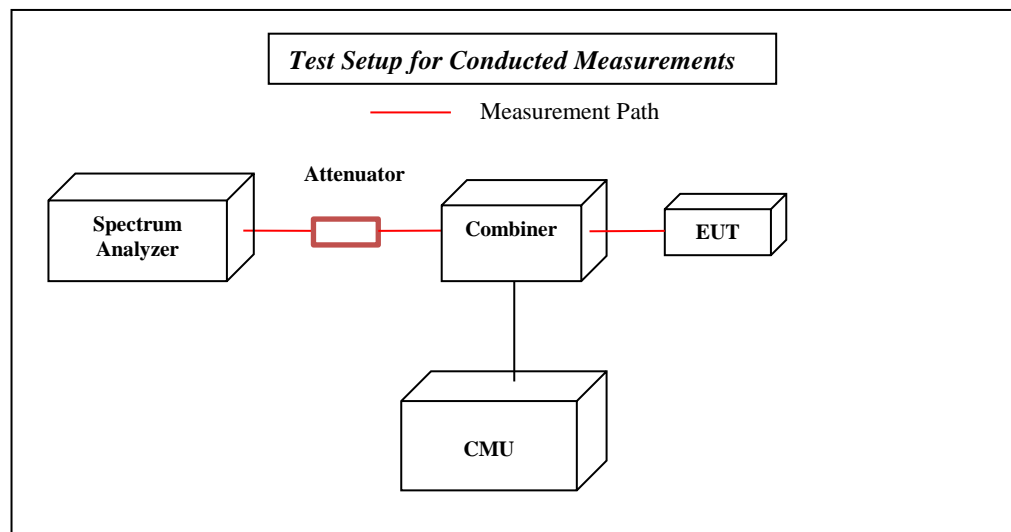 Test Setup for Conducted Measurements
Measurement Path
Attenuator
Spectrum
Analyzer
Combiner
EUT
CMU